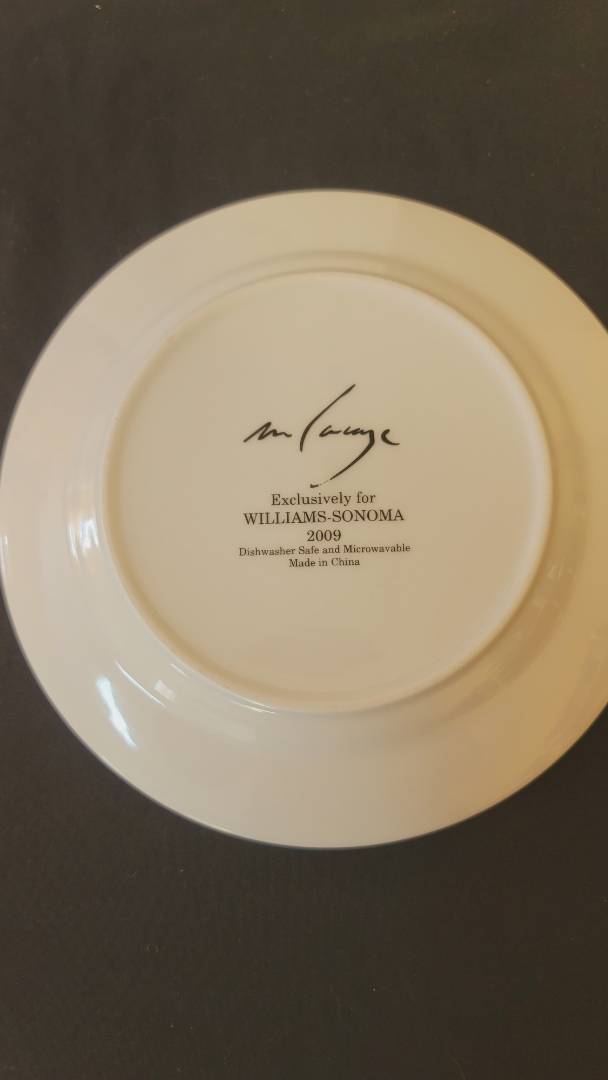 Exclusively for
WILLIAMS-SONOMA
2009
Dishwasher Safe and Microwavable
Made in China